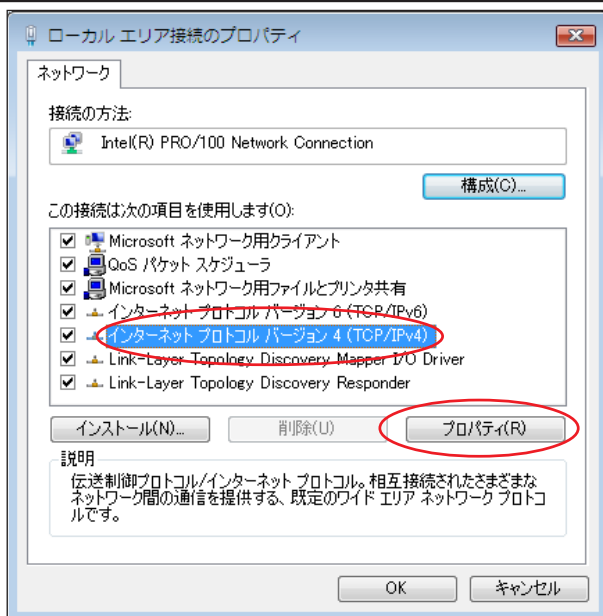 ローカル エリア接続のプロパティ
ネットワーク
接続の方法:
Intel(R) PRO/100 Network Connection
構成(C)...
この接続は次の項目を使用します(O):
Microsoft ネットワーク用クライアント
QoS パケット スケジューラ
Microsoft ネットワーク用ファイルとプリンタ共有
インターネット プロトコル バージョン 6 (TCP/IPv6)
インターネット プロトコル バージョン 4 (TCP/IPv4)
Link-Layer Topology Discovery Mapper I/O Driver
Link-Layer Topology Discovery Responder
インストール(N)... 削除(U) プロパティ(R)
説明
伝送制御プロトコル/インターネット プロトコル。相互接続されたさまざまな
ネットワーク間の通信を提供する、既定のワイド エリア ネットワーク プロトコ
ルです。
OK キャンセル